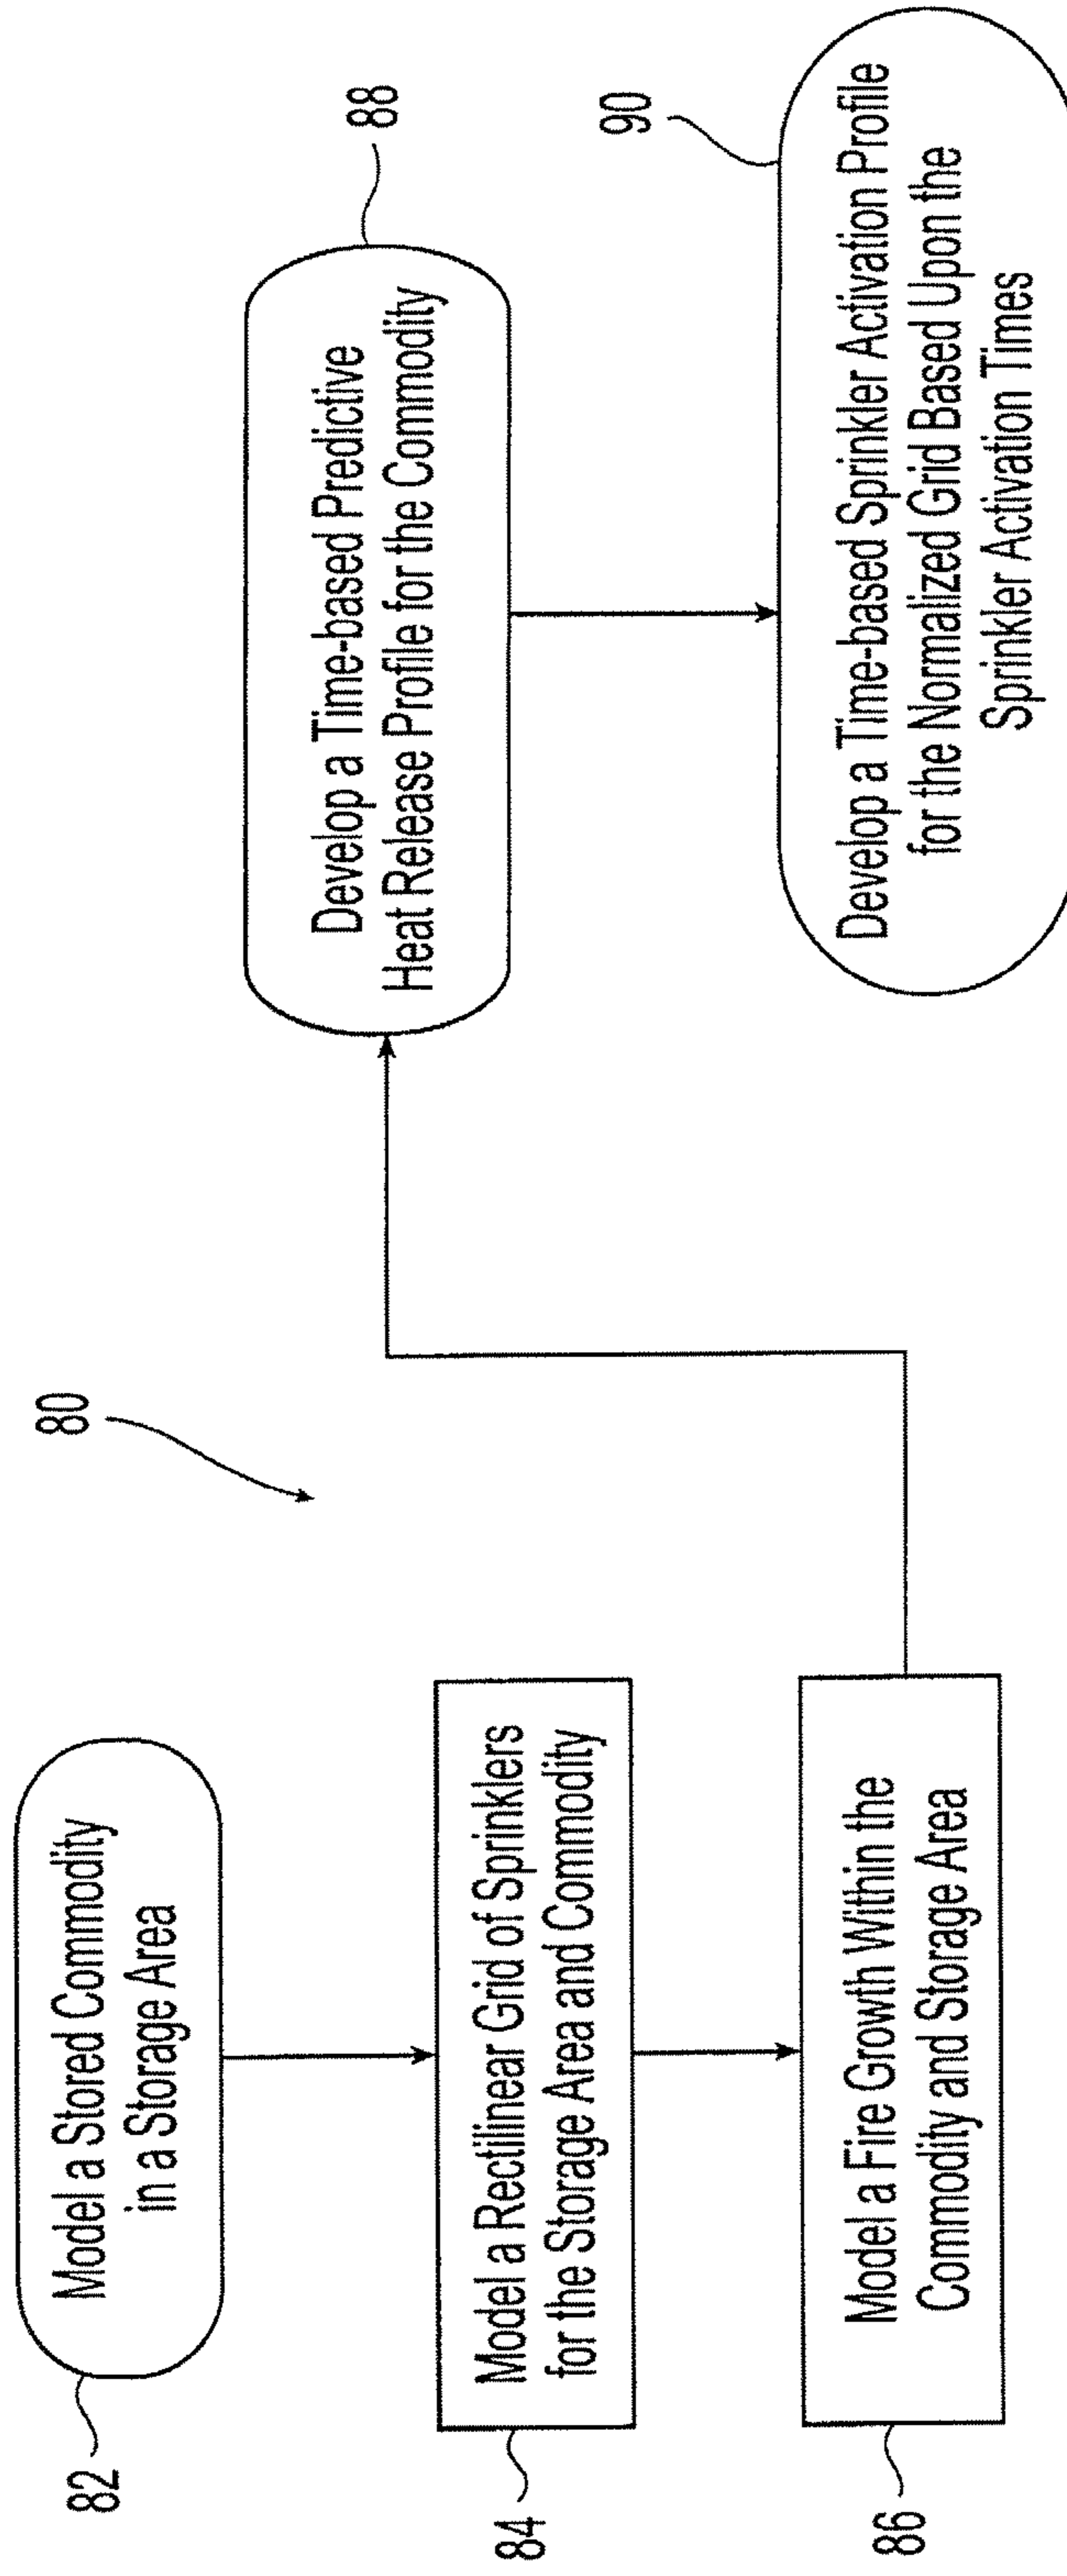 80
82
Model a Stored Commodity
in a Storage Area
84
Model a Rectilinear Grid of Sprinklers
for the Storage Area and Commodity
86
Model a Fire Growth Within the
Commodity and Storage Area
88
Develop a Time-based Predictive
Heat Release Profile for the Commodity
90
Develop a Time-based Sprinkler Activation Profile
for the Normalized Grid Based Upon the
Sprinkler Activation Times